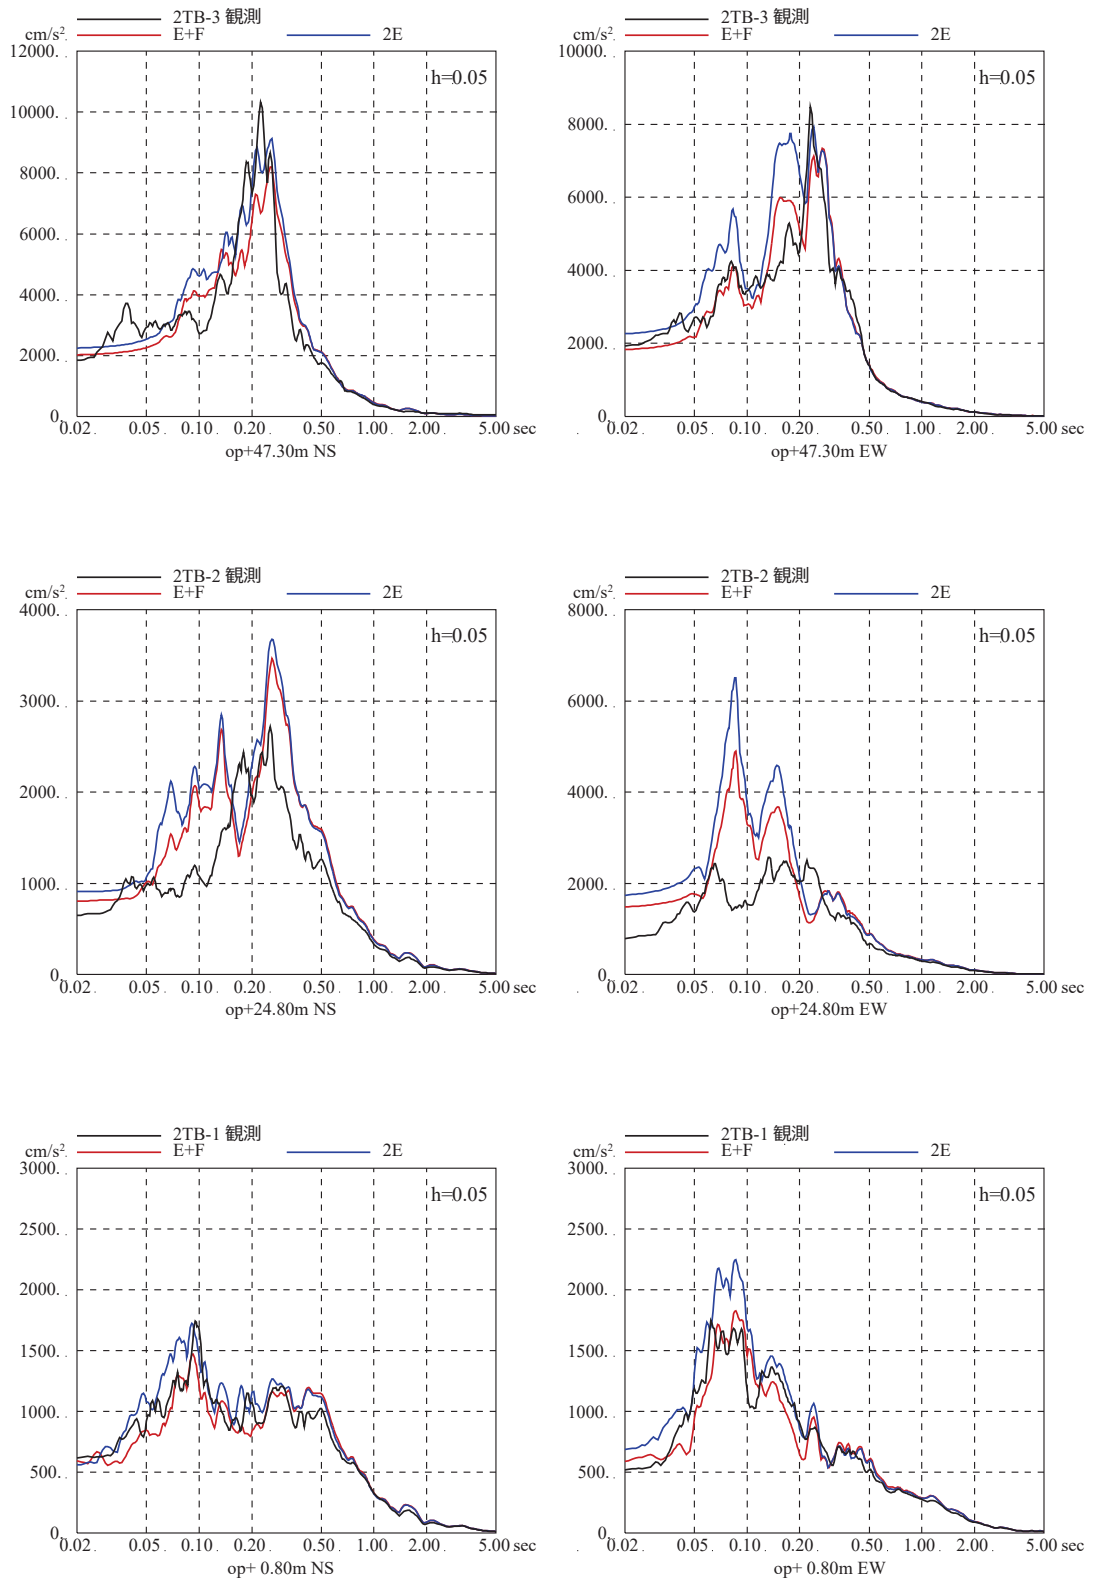 2TB-3 観測
cm/s² E+F 2E
12000.
h=0.05
10000.
8000.
6000.
4000.
2000.
0.
0.02 0.05 0.10 0.20 0.50 1.00 2.00 5.00 sec
op+47.30m NS
2TB-3 観測
cm/s² E+F 2E
10000.
h=0.05
8000.
6000.
4000.
2000.
0.
0.02 0.05 0.10 0.20 0.50 1.00 2.00 5.00 sec
op+47.30m EW
2TB-2 観測
cm/s² E+F 2E
4000.
h=0.05
3000.
2000.
1000.
0.
0.02 0.05 0.10 0.20 0.50 1.00 2.00 5.00 sec
op+24.80m NS
2TB-2 観測
cm/s² E+F 2E
8000.
h=0.05
6000.
4000.
2000.
0.
0.02 0.05 0.10 0.20 0.50 1.00 2.00 5.00 sec
op+24.80m EW
2TB-1 観測
cm/s² E+F 2E
3000.
h=0.05
2500.
2000.
1500.
1000.
500.
0.
0.02 0.05 0.10 0.20 0.50 1.00 2.00 5.00 sec
op+ 0.80m NS
2TB-1 観測
cm/s² E+F 2E
3000.
h=0.05
2500.
2000.
1500.
1000.
500.
0.
0.02 0.05 0.10 0.20 0.50 1.00 2.00 5.00 sec
op+ 0.80m EW